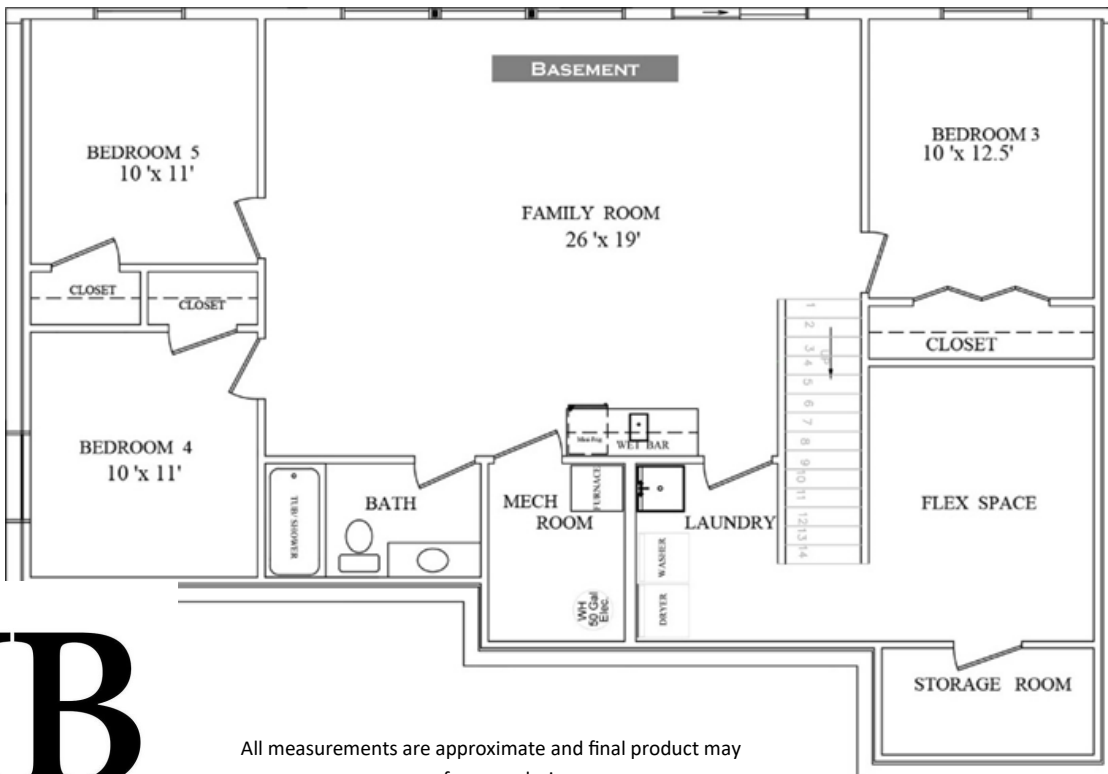 BASEMENT
BEDROOM 5
10 'x 11'
BEDROOM 3
10 'x 12.5'
FAMILY ROOM
26 'x 19'
CLOSET
CLOSET
CLOSET
1
2
3
4
5
6
7
8
9
10
11
12
13
14
UP
BEDROOM 4
10 'x 11'
WET BAR
BATH
TUB/SHOWER
MECH
ROOM
FURNACE
LAUNDRY
FLEX SPACE
WASHER
DRYER
WH
50 Gal
Elec.
STORAGE ROOM
B
All measurements are approximate and final product may